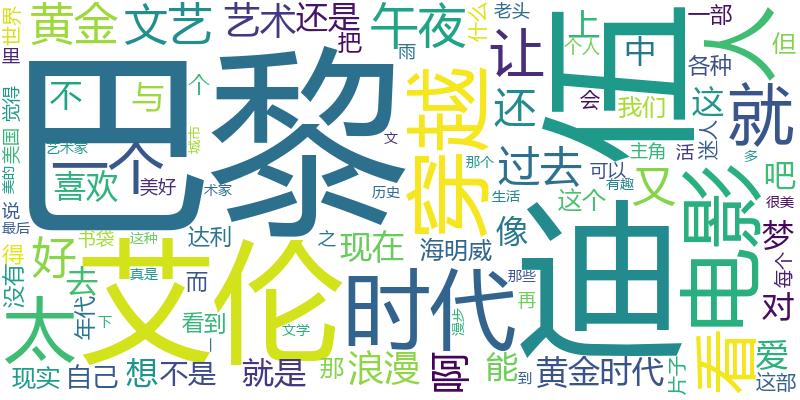 里
世界
黄金
文艺
艺术
还是
把
雨
午夜
什么
老头
让
上
个人
一部
中
人
但
各种
不
与
个
巴黎
穿越
还
伍
会
我们
这
就
觉得
美国
美的
艺术家
城市
文
那个
过去
主角
活
迷人
多
一个
喜欢
美好
术家
历史
生活
可以
有趣
这个
又
电影
吧
很美
说
最后
书袋
这种
达利
之
现在
海明威
像
迪
梦
每个
对
得
没有
好
去
真是
而
艾伦
时代
那些
再
漫步
太
年代
下
看到
一
文学
看
爱
这部
片子
现实
自己
想
不是
就是
那
浪漫
啊
能
到
黄金时代